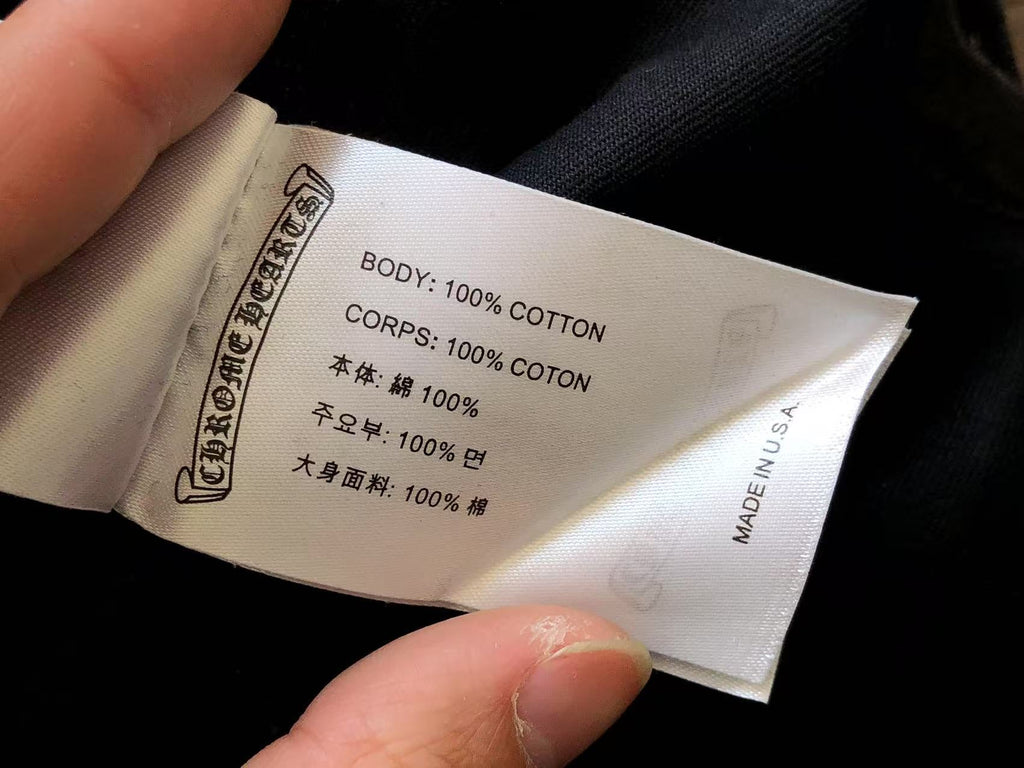 CHROME HEARTS
BODY: 100% COTTON
CORPS: 100% COTON
本体: 綿 100%
주요부: 100% 면
大身面料: 100% 棉
MADE IN U.S.A.